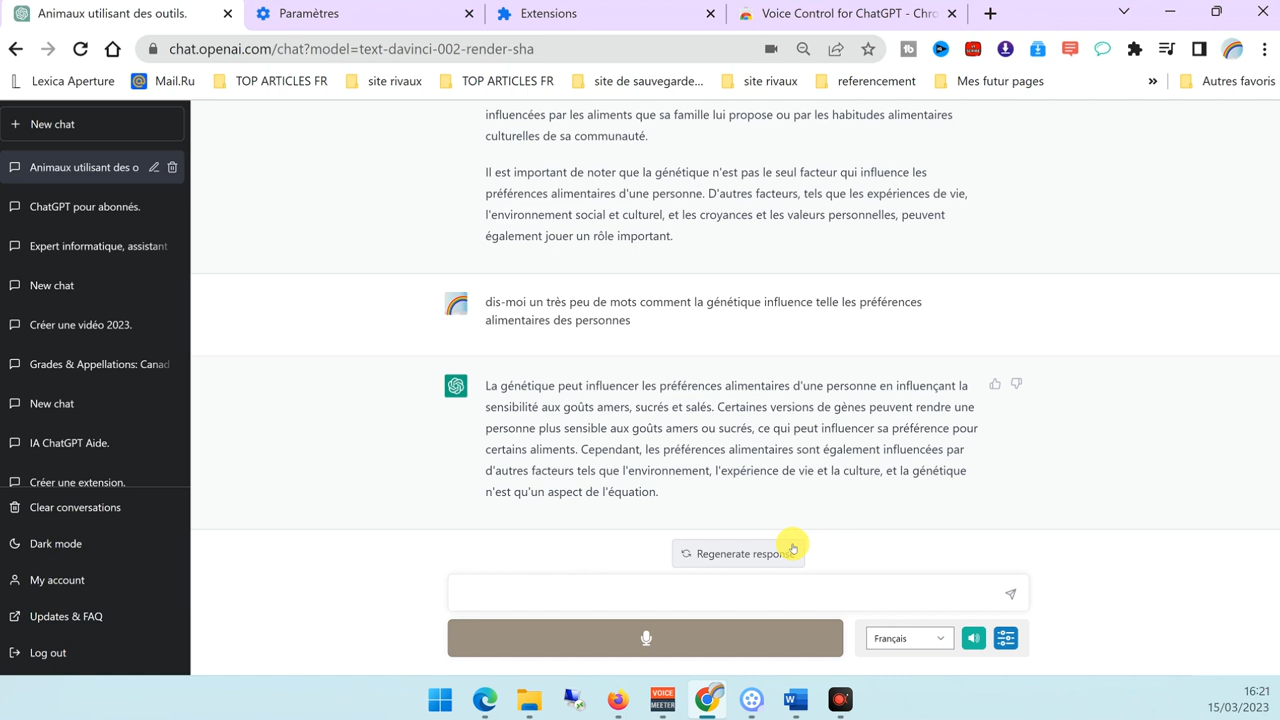 Animaux utilisant des outils.
Paramètres
Extensions
Voice Control for ChatGPT - Chro
chat.openai.com/chat?model=text-davinci-002-render-sha
Lexica Aperture
Mail.Ru
TOP ARTICLES FR
site rivaux
TOP ARTICLES FR
site de sauvegarde...
site rivaux
referencement
Mes futur pages
»
Autres favoris
+ New chat
Animaux utilisant des o
ChatGPT pour abonnés.
Expert informatique, assistant
New chat
Créer une vidéo 2023.
Grades & Appellations: Canad
New chat
IA ChatGPT Aide.
Créer une extension.
Clear conversations
Dark mode
My account
Updates & FAQ
Log out
influencées par les aliments que sa famille lui propose ou par les habitudes alimentaires
culturelles de sa communauté.
Il est important de noter que la génétique n'est pas le seul facteur qui influence les
préférences alimentaires d'une personne. D'autres facteurs, tels que les expériences de vie,
l'environnement social et culturel, et les croyances et les valeurs personnelles, peuvent
également jouer un rôle important.
dis-moi un très peu de mots comment la génétique influence telle les préférences
alimentaires des personnes
La génétique peut influencer les préférences alimentaires d'une personne en influençant la
sensibilité aux goûts amers, sucrés et salés. Certaines versions de gènes peuvent rendre une
personne plus sensible aux goûts amers ou sucrés, ce qui peut influencer sa préférence pour
certains aliments. Cependant, les préférences alimentaires sont également influencées par
d'autres facteurs tels que l'environnement, l'expérience de vie et la culture, et la génétique
n'est qu'un aspect de l'équation.
Regenerate response
Français
VOICE
MEETER
16:21
15/03/2023